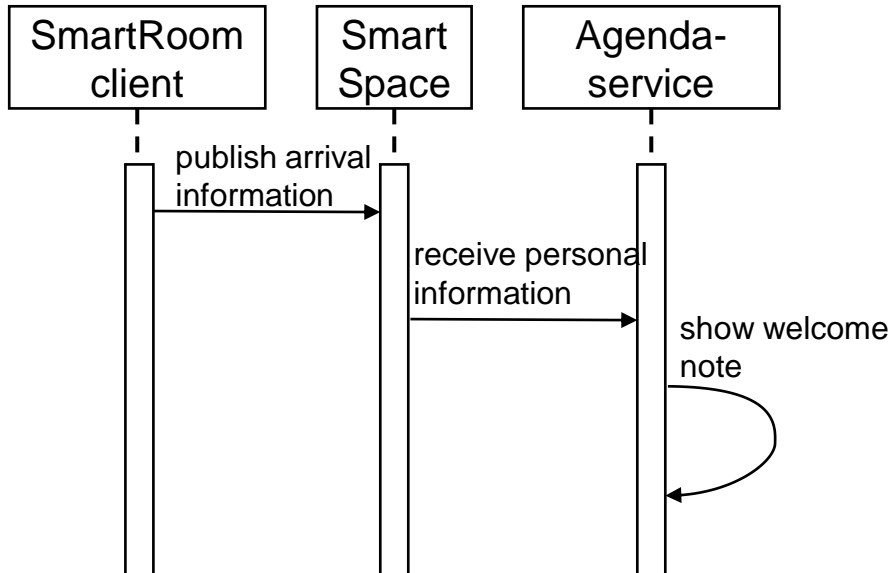 SmartRoom
client
Smart
Space
Agenda-
service
publish arrival
information
receive personal
information
show welcome
note